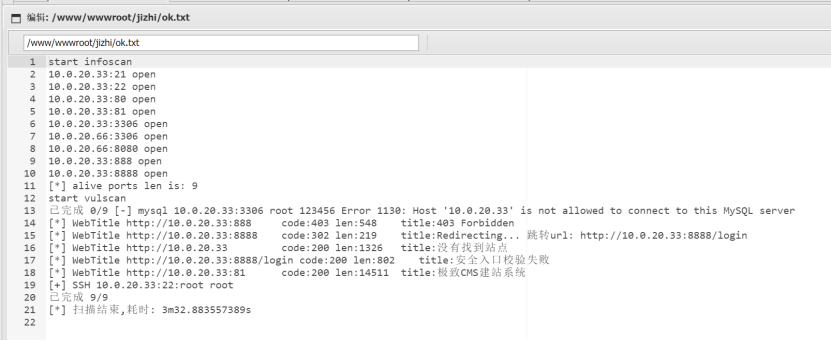 编辑: /www/wwwroot/jizhi/ok.txt
/www/wwwroot/jizhi/ok.txt
1 start infoscan
2 10.0.20.33:21 open
3 10.0.20.33:22 open
4 10.0.20.33:80 open
5 10.0.20.33:81 open
6 10.0.20.33:3306 open
7 10.0.20.66:3306 open
8 10.0.20.66:8080 open
9 10.0.20.33:888 open
10 10.0.20.33:8888 open
11 [*] alive ports len is: 9
12 start vulscan
13 已完成 0/9 [-] mysql 10.0.20.33:3306 root 123456 Error 1130: Host '10.0.20.33' is not allowed to connect to this MySQL server
14 [*] WebTitle http://10.0.20.33:888 code:403 len:548 title:403 Forbidden
15 [*] WebTitle http://10.0.20.33:8888 code:302 len:219 title:Redirecting... 跳转url: http://10.0.20.33:8888/login
16 [*] WebTitle http://10.0.20.33 code:200 len:1326 title:没有找到站点
17 [*] WebTitle http://10.0.20.33:8888/login code:200 len:802 title:安全入口校验失败
18 [*] WebTitle http://10.0.20.33:81 code:200 len:14511 title:极致CMS建站系统
19 [+] SSH 10.0.20.33:22:root root
20 已完成 9/9
21 [*] 扫描结束,耗时: 3m32.883557389s
22